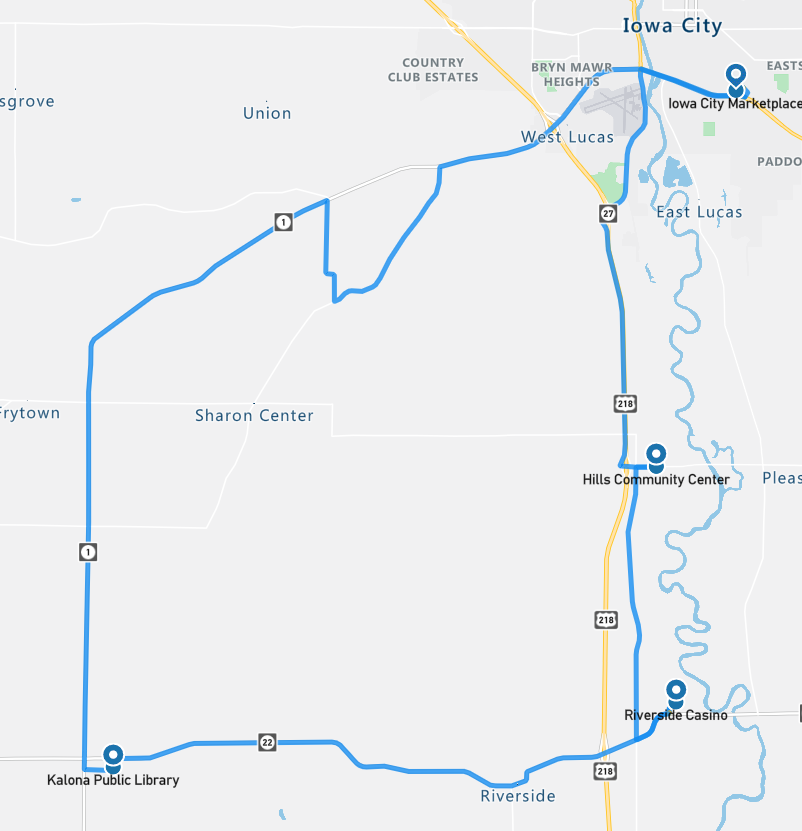 Iowa City
COUNTRY
CLUB ESTATES
BRYN MAWR
HEIGHTS
EASTS
Iowa City Marketplace
sgrove
Union
West Lucas
PADDO
1
27
East Lucas
218
Frytown
Sharon Center
Hills Community Center
Pleas
1
218
Riverside Casino
22
Kalona Public Library
218
Riverside